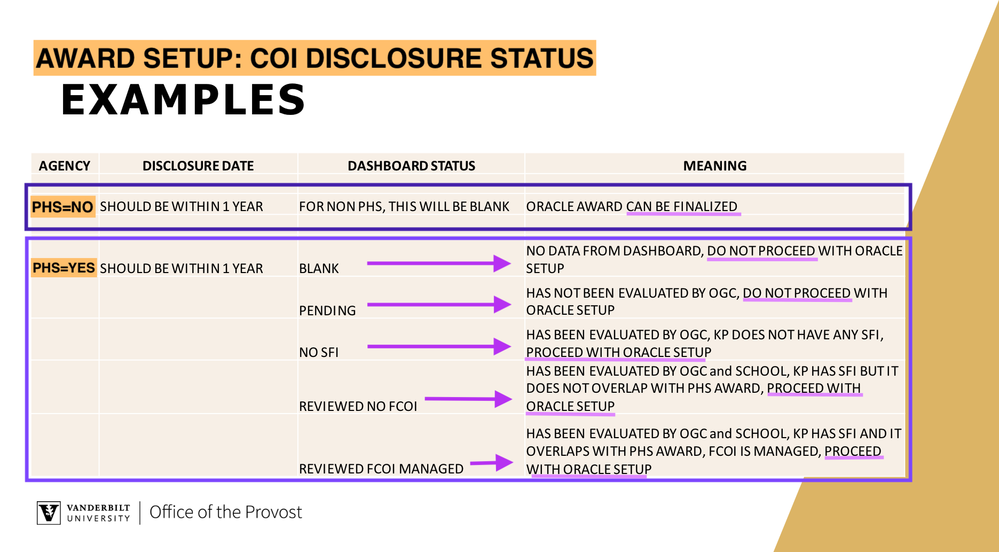 AWARD SETUP: COI DISCLOSURE STATUS
EXAMPLES
AGENCY DISCLOSURE DATE DASHBOARD STATUS MEANING
PHS=NO SHOULD BE WITHIN 1 YEAR FOR NON PHS, THIS WILL BE BLANK ORACLE AWARD CAN BE FINALIZED
NO DATA FROM DASHBOARD, DO NOT PROCEED WITH ORACLE
PHS=YES SHOULD BE WITHIN 1 YEAR BLANK SETUP
HAS NOT BEEN EVALUATED BY OGC, DO NOT PROCEED WITH
PENDING ORACLE SETUP
HAS BEEN EVALUATED BY OGC, KP DOES NOT HAVE ANY SFI,
NO SFI PROCEED WITH ORACLE SETUP
HAS BEEN EVALUATED BY OGC and SCHOOL, KP HAS SFI BUT IT
DOES NOT OVERLAP WITH PHS AWARD, PROCEED WITH
REVIEWED NO FCOI ORACLE SETUP
HAS BEEN EVALUATED BY OGC and SCHOOL, KP HAS SFI AND IT
OVERLAPS WITH PHS AWARD, FCOI IS MANAGED, PROCEED
REVIEWED FCOI MANAGED WITH ORACLE SETUP
V VANDERBILT
UNIVERSITY
Office of the Provost